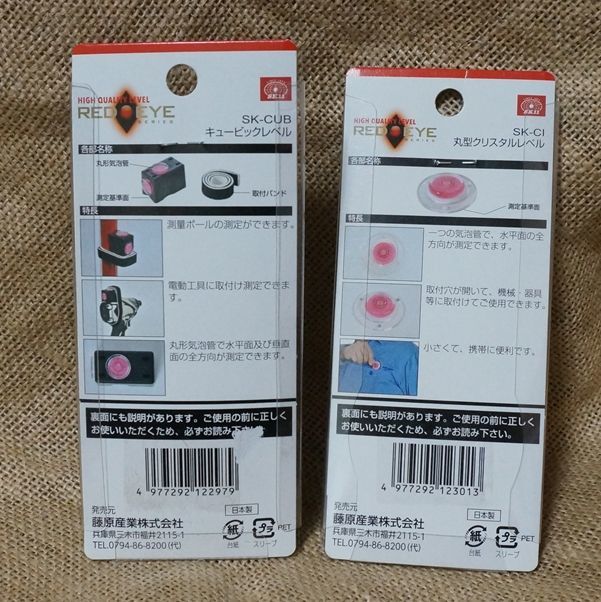 HIGH QUALITY LEVEL
RED EYE
SERIES
SK11
SK-CUB
キュービックレベル
各部名称
丸形気泡管
測定基準面
取付バンド
特長
測量ポールの測定ができます。
電動工具に取付け測定できま
す。
丸形気泡管で水平面及び垂直
面の全方向が測定できます。
裏面にも説明があります。ご使用の前に正しく
お使いいただくため、必ずお読み下さい。
4 977292 122979
発売元
日本製
藤原産業株式会社
兵庫県三木市福井2115-1
TEL.0794-86-8200(代)
紙
台紙
プラ
スリーブ
PET
HIGH QUALITY LEVEL
RED EYE
SERIES
SK11
SK-CI
丸型クリスタルレベル
各部名称
測定基準面
特長
一つの気泡管で、水平面の全
方向が測定できます。
取付穴が開いて、機械・器具
等に取付けてご使用できます。
小さくて、携帯に便利です。
裏面にも説明があります。ご使用の前に正しく
お使いいただくため、必ずお読み下さい。
4 977292 123013
発売元
日本製
藤原産業株式会社
兵庫県三木市福井2115-1
TEL.0794-86-8200(代)
紙
台紙
プラ
スリーブ
PET